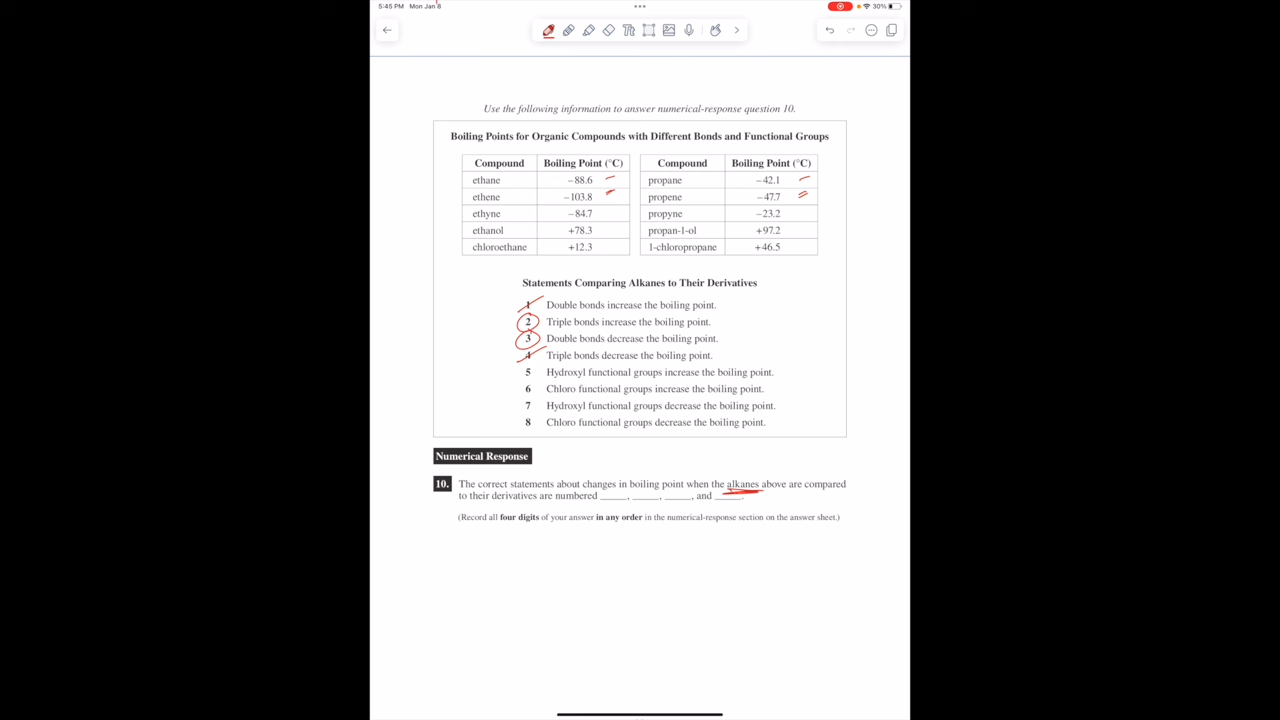 5:45 PM Mon Jan 8
30%
Use the following information to answer numerical-response question 10.
Boiling Points for Organic Compounds with Different Bonds and Functional Groups
Compound Boiling Point (°C)
ethane −88.6
ethene −103.8
ethyne −84.7
ethanol +78.3
chloroethane +12.3
Compound Boiling Point (°C)
propane −42.1
propene −47.7
propyne −23.2
propan-1-ol +97.2
1-chloropropane +46.5
Statements Comparing Alkanes to Their Derivatives
1 Double bonds increase the boiling point.
2 Triple bonds increase the boiling point.
3 Double bonds decrease the boiling point.
4 Triple bonds decrease the boiling point.
5 Hydroxyl functional groups increase the boiling point.
6 Chloro functional groups increase the boiling point.
7 Hydroxyl functional groups decrease the boiling point.
8 Chloro functional groups decrease the boiling point.
Numerical Response
10. The correct statements about changes in boiling point when the alkanes above are compared
to their derivatives are numbered _____, _____, _____, and _____.
(Record all four digits of your answer in any order in the numerical-response section on the answer sheet.)